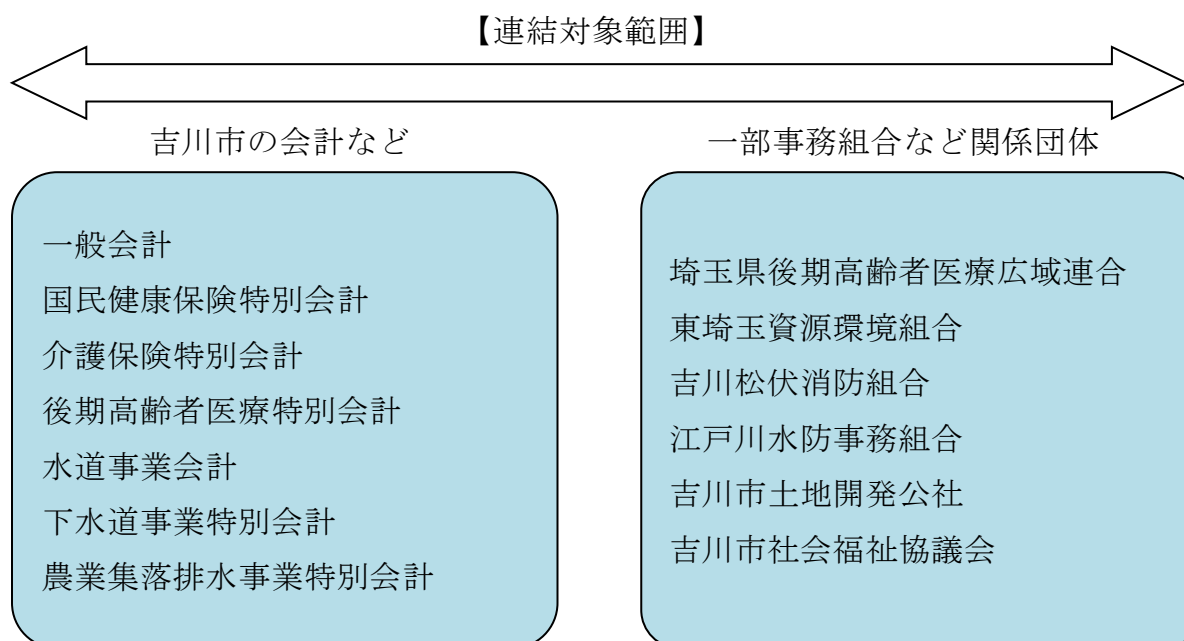 【連結対象範囲】
吉川市の会計など
一般会計
国民健康保険特別会計
介護保険特別会計
後期高齢者医療特別会計
水道事業会計
下水道事業特別会計
農業集落排水事業特別会計
一部事務組合など関係団体
埼玉県後期高齢者医療広域連合
東埼玉資源環境組合
吉川松伏消防組合
江戸川水防事務組合
吉川市土地開発公社
吉川市社会福祉協議会